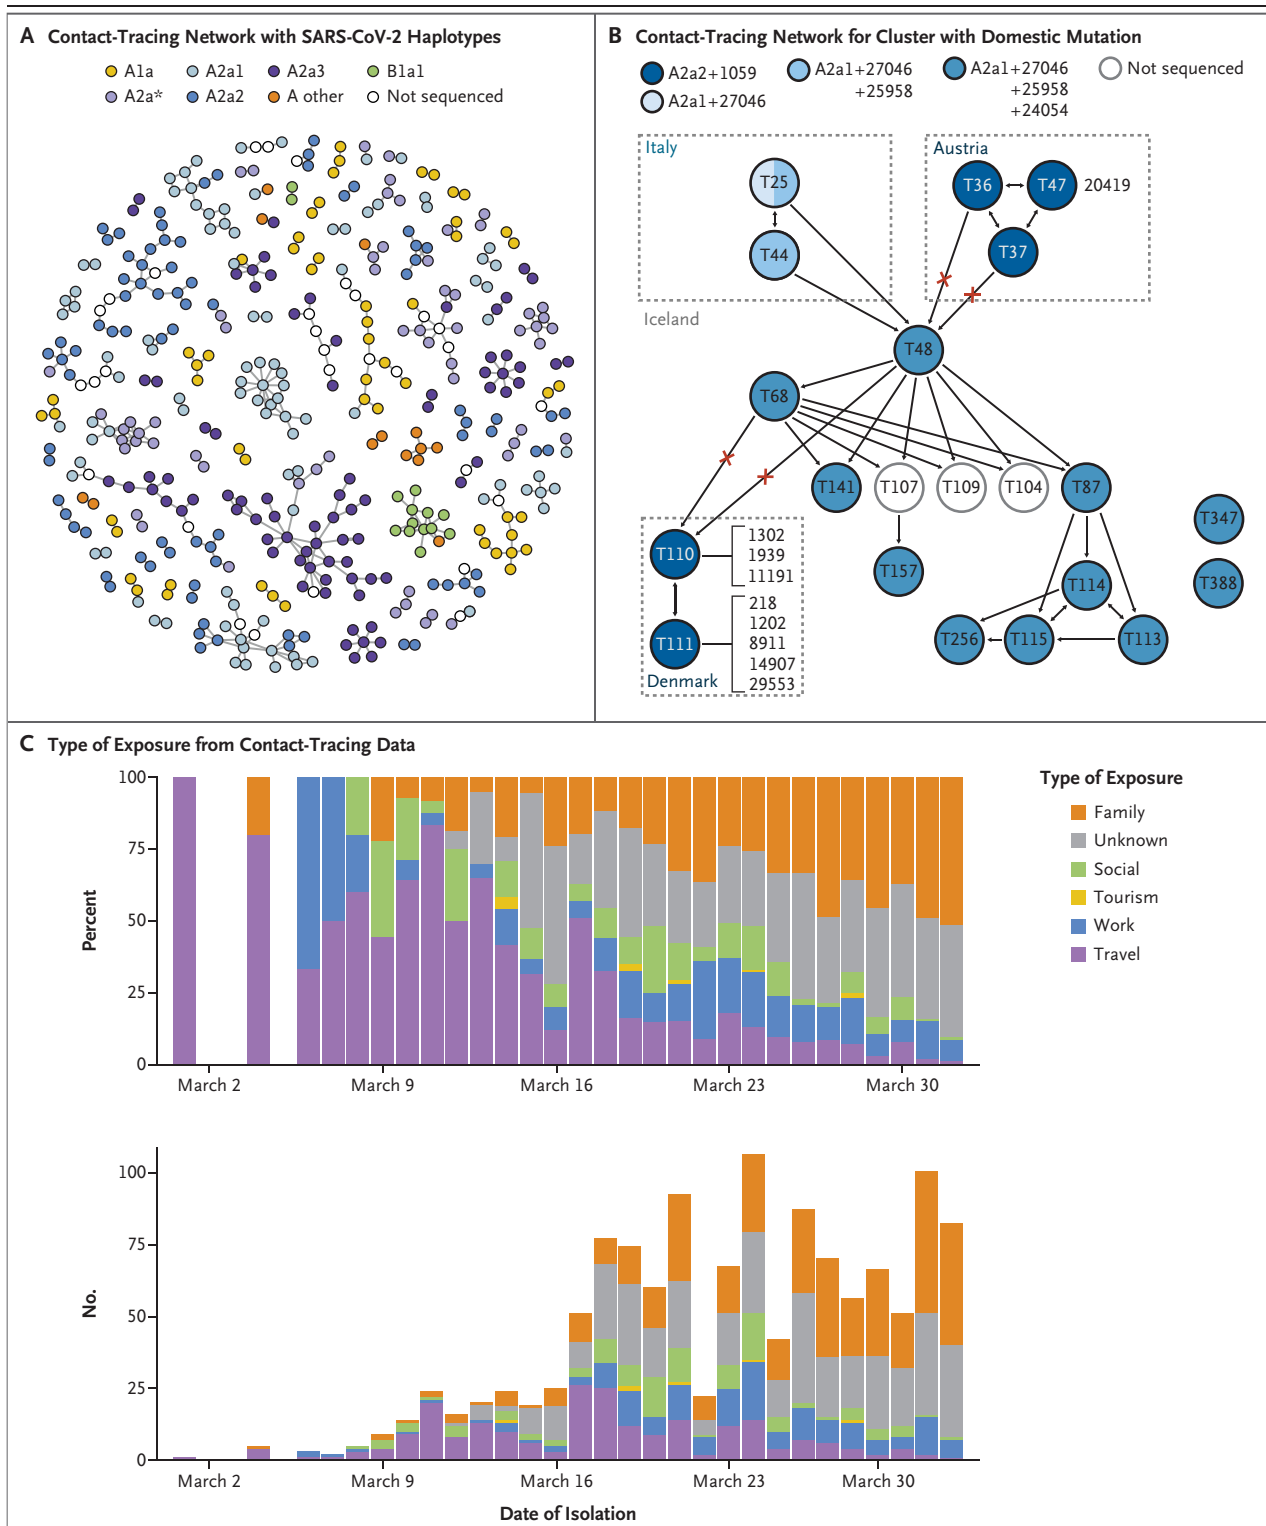 A Contact-Tracing Network with SARS-CoV-2 Haplotypes
A1a
A2a1
A2a3
B1a1
A2a*
A2a2
A other
Not sequenced
B Contact-Tracing Network for Cluster with Domestic Mutation
A2a2+1059
A2a1+27046
A2a1+27046
+25958
A2a1+27046
+25958
+24054
Not sequenced
Italy
Austria
T25
T36
T47
20419
T44
T37
Iceland
T48
T68
T141
T107
T109
T104
T87
T347
T110
1302
1939
11191
T157
T114
T388
T111
218
1202
8911
14907
29553
T256
T115
T113
Denmark
C Type of Exposure from Contact-Tracing Data
Percent
100
75
50
25
0
March 2
March 9
March 16
March 23
March 30
Type of Exposure
Family
Unknown
Social
Tourism
Work
Travel
No.
100
75
50
25
0
March 2
March 9
March 16
March 23
March 30
Date of Isolation